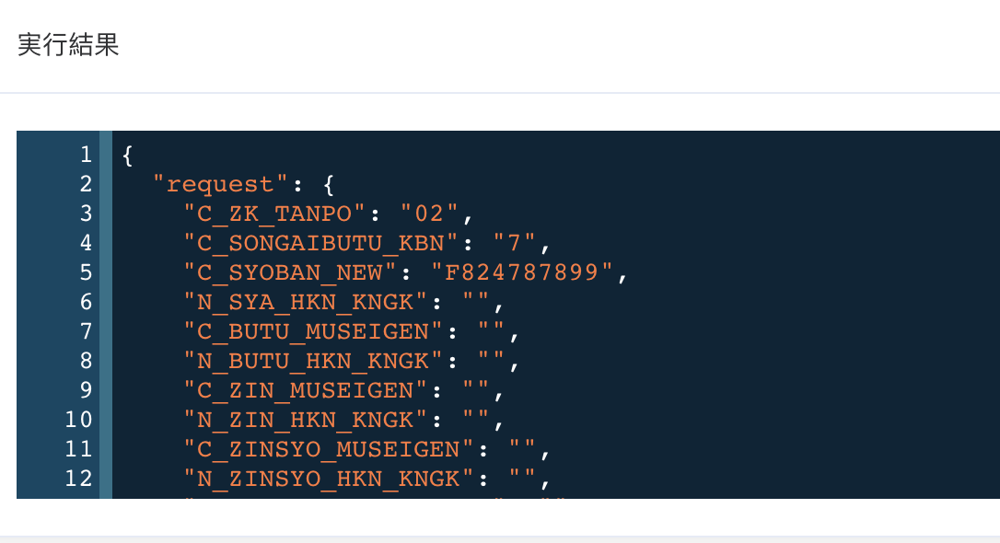 実行結果
1 {
2 "request": {
3 "C_ZK_TANPO": "02",
4 "C_SONGAIBUTU_KBN": "7",
5 "C_SYOBAN_NEW": "F824787899",
6 "N_SYA_HKN_KNGK": "",
7 "C_BUTU_MUSEIGEN": "",
8 "N_BUTU_HKN_KNGK": "",
9 "C_ZIN_MUSEIGEN": "",
10 "N_ZIN_HKN_KNGK": "",
11 "C_ZINSYO_MUSEIGEN": "",
12 "N_ZINSYO_HKN_KNGK": "",